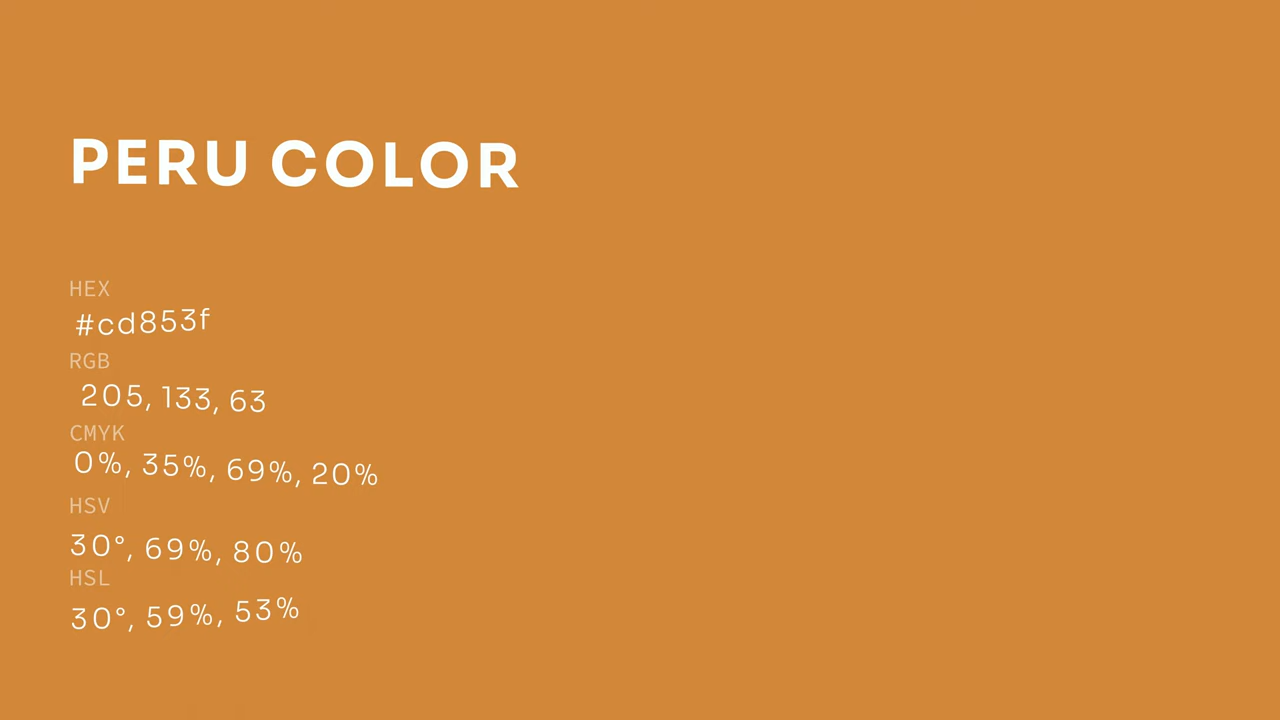 PERU COLOR
HEX
#cd853f
RGB
205, 133, 63
CMYK
0%, 35%, 69%, 20%
HSV
30°, 69%, 80%
HSL
30°, 59%, 53%